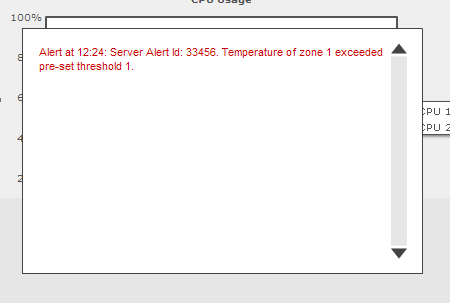 CPU Usage
100%
Alert at 12:24: Server Alert Id: 33456. Temperature of zone 1 exceeded
pre-set threshold 1.
8
6
CPU 1
CPU 2
4
2